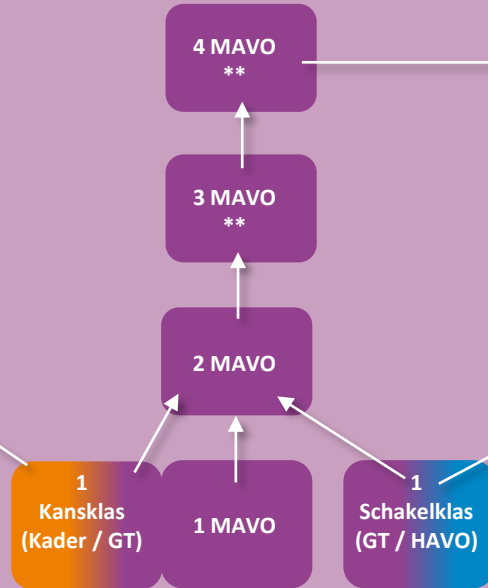 4 MAVO
**
3 MAVO
**
2 MAVO
1
Kansklas
(Kader / GT)
1 MAVO
1
Schakelklas
(GT / HAVO)